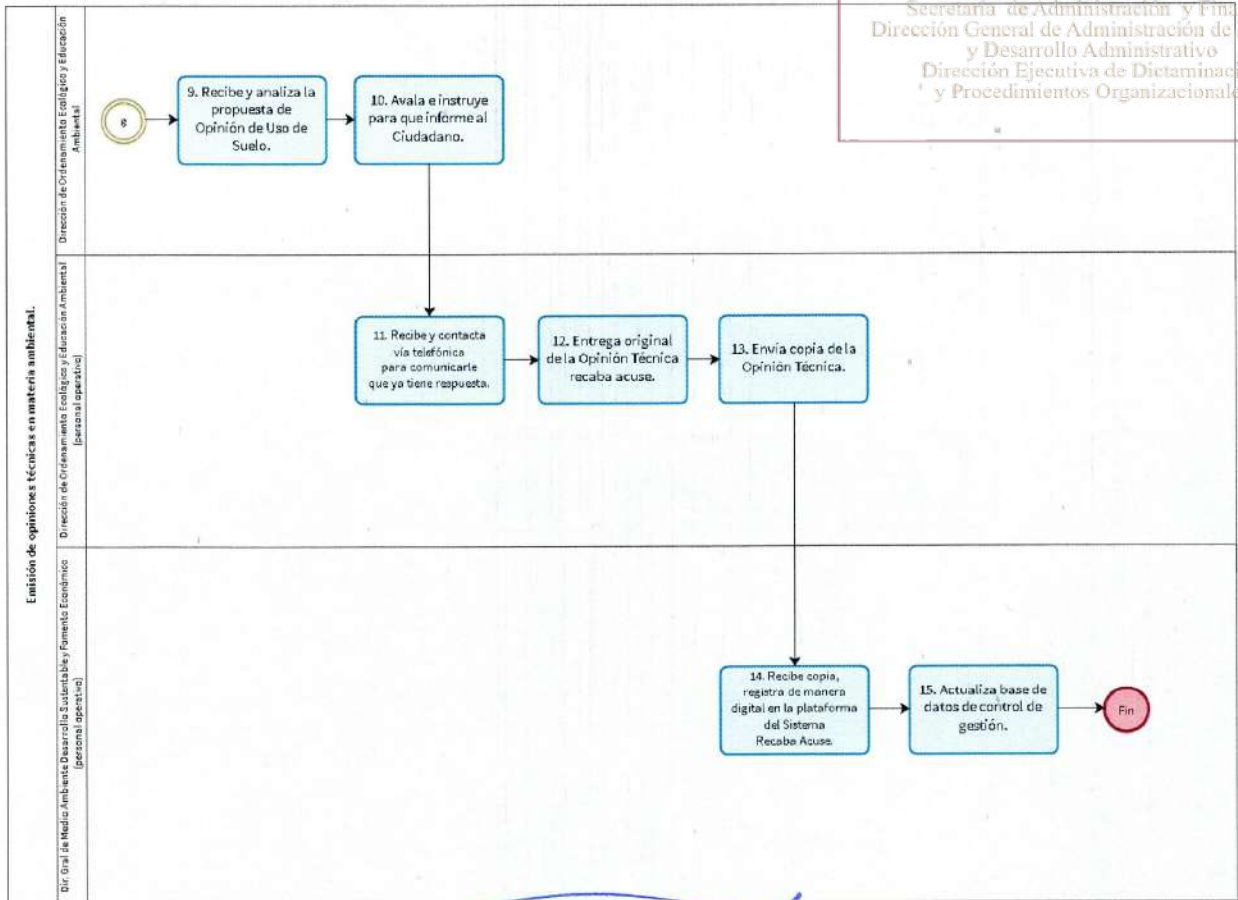 Secretaría de Administración y Fina
Dirección General de Administración de
y Desarrollo Administrativo
Dirección Ejecutiva de Dictaminaci
y Procedimientos Organizacional
Emisión de opiniones técnicas en materia ambiental.
Dirección de Ordenamiento Ecológico y Educación
Ambiental
8
9. Recibe y analiza la
propuesta de
Opinión de Uso de
Suelo.
10. Avala e instruye
para que informe al
Ciudadano.
Dirección de Ordenamiento Ecológico y Educación Ambiental
(personal operativo)
11. Recibe y contacta
vía telefónica
para comunicarle
que ya tiene respuesta.
12. Entrega original
de la Opinión Técnica
recaba acuse.
13. Envía copia de la
Opinión Técnica.
Dir. Gral de Medio Ambiente Desarrollo Sustentable y Fomento Económico
(personal operativo)
14. Recibe copia,
registra de manera
digital en la plataforma
del Sistema
Recaba Acuse.
15. Actualiza base de
datos de control de
gestión.
Fin